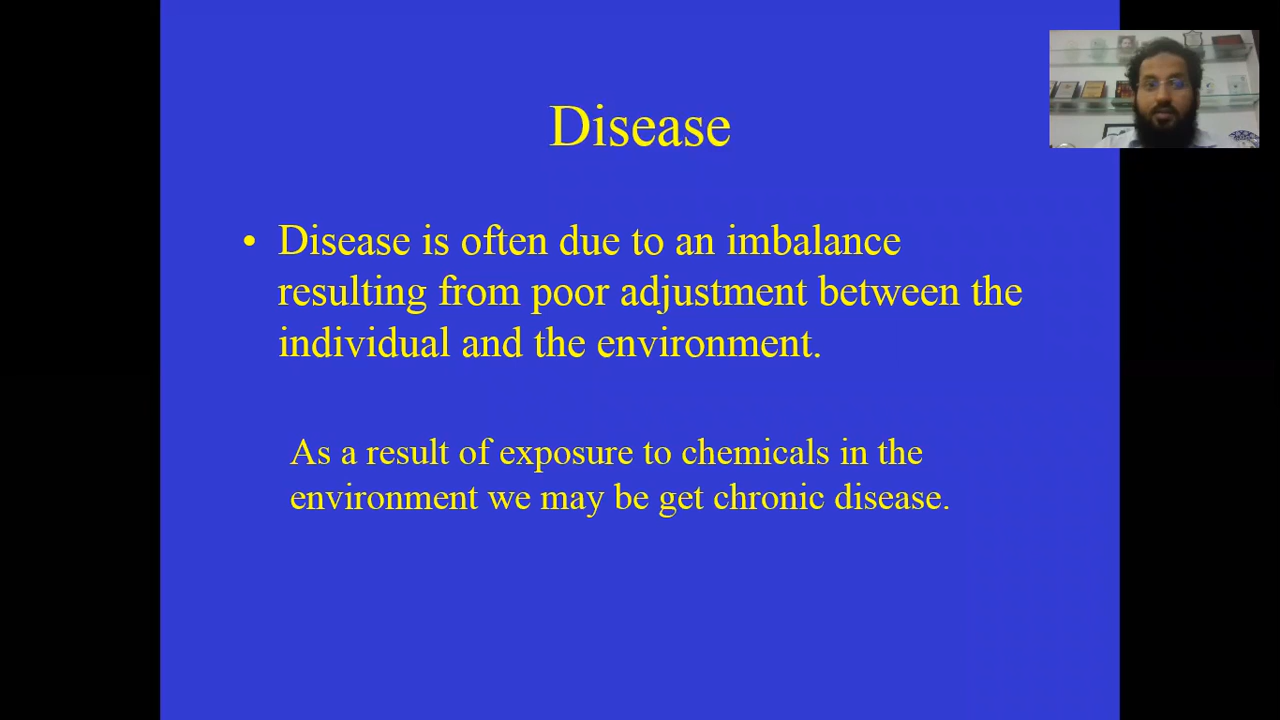 Disease
• Disease is often due to an imbalance
resulting from poor adjustment between the
individual and the environment.
As a result of exposure to chemicals in the
environment we may be get chronic disease.